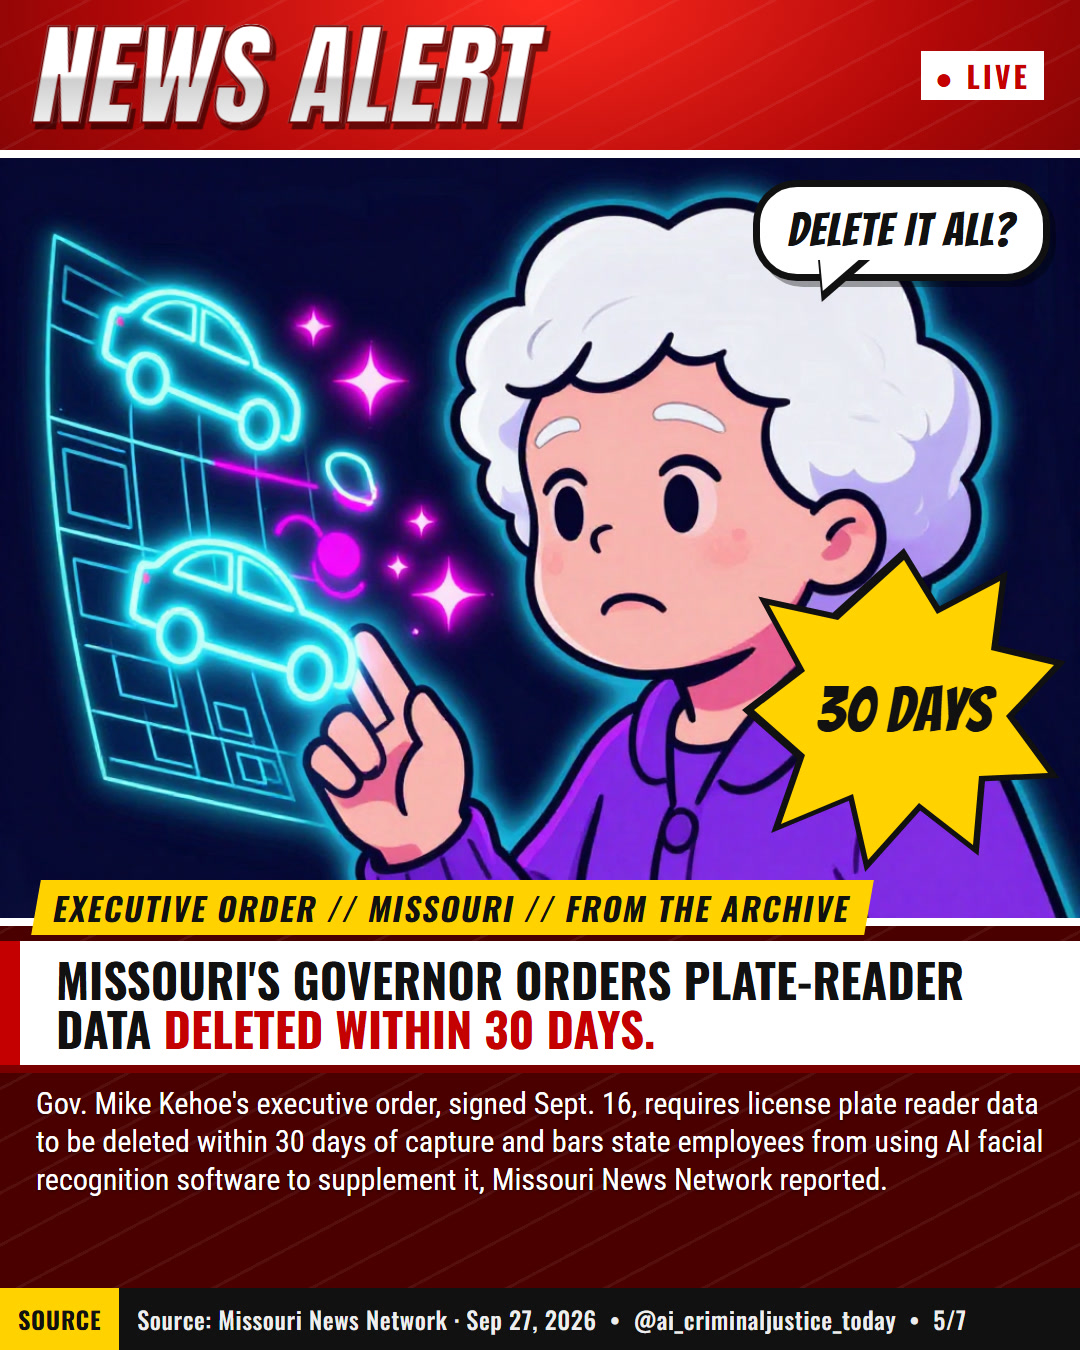 NEWS ALERT
● LIVE
DELETE IT ALL?
30 DAYS
EXECUTIVE ORDER // MISSOURI // FROM THE ARCHIVE
MISSOURI'S GOVERNOR ORDERS PLATE-READER
DATA DELETED WITHIN 30 DAYS.
Gov. Mike Kehoe's executive order, signed Sept. 16, requires license plate reader data
to be deleted within 30 days of capture and bars state employees from using AI facial
recognition software to supplement it, Missouri News Network reported.
SOURCE
Source: Missouri News Network · Sep 27, 2026 • @ai_criminaljustice_today • 5/7